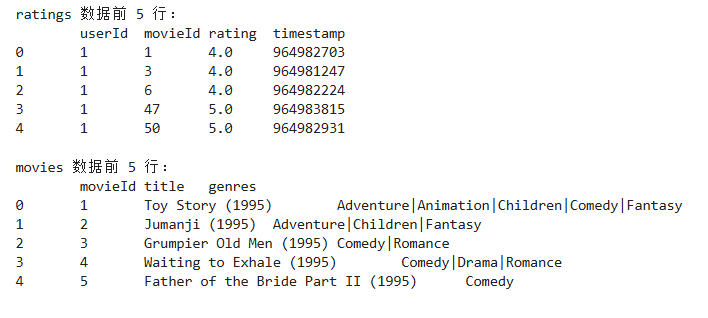 ratings 数据前 5 行:
userId movieId rating timestamp
0 1 1 4.0 964982703
1 1 3 4.0 964981247
2 1 6 4.0 964982224
3 1 47 5.0 964983815
4 1 50 5.0 964982931
movies 数据前 5 行:
movieId title genres
0 1 Toy Story (1995) Adventure|Animation|Children|Comedy|Fantasy
1 2 Jumanji (1995) Adventure|Children|Fantasy
2 3 Grumpier Old Men (1995) Comedy|Romance
3 4 Waiting to Exhale (1995) Comedy|Drama|Romance
4 5 Father of the Bride Part II (1995) Comedy